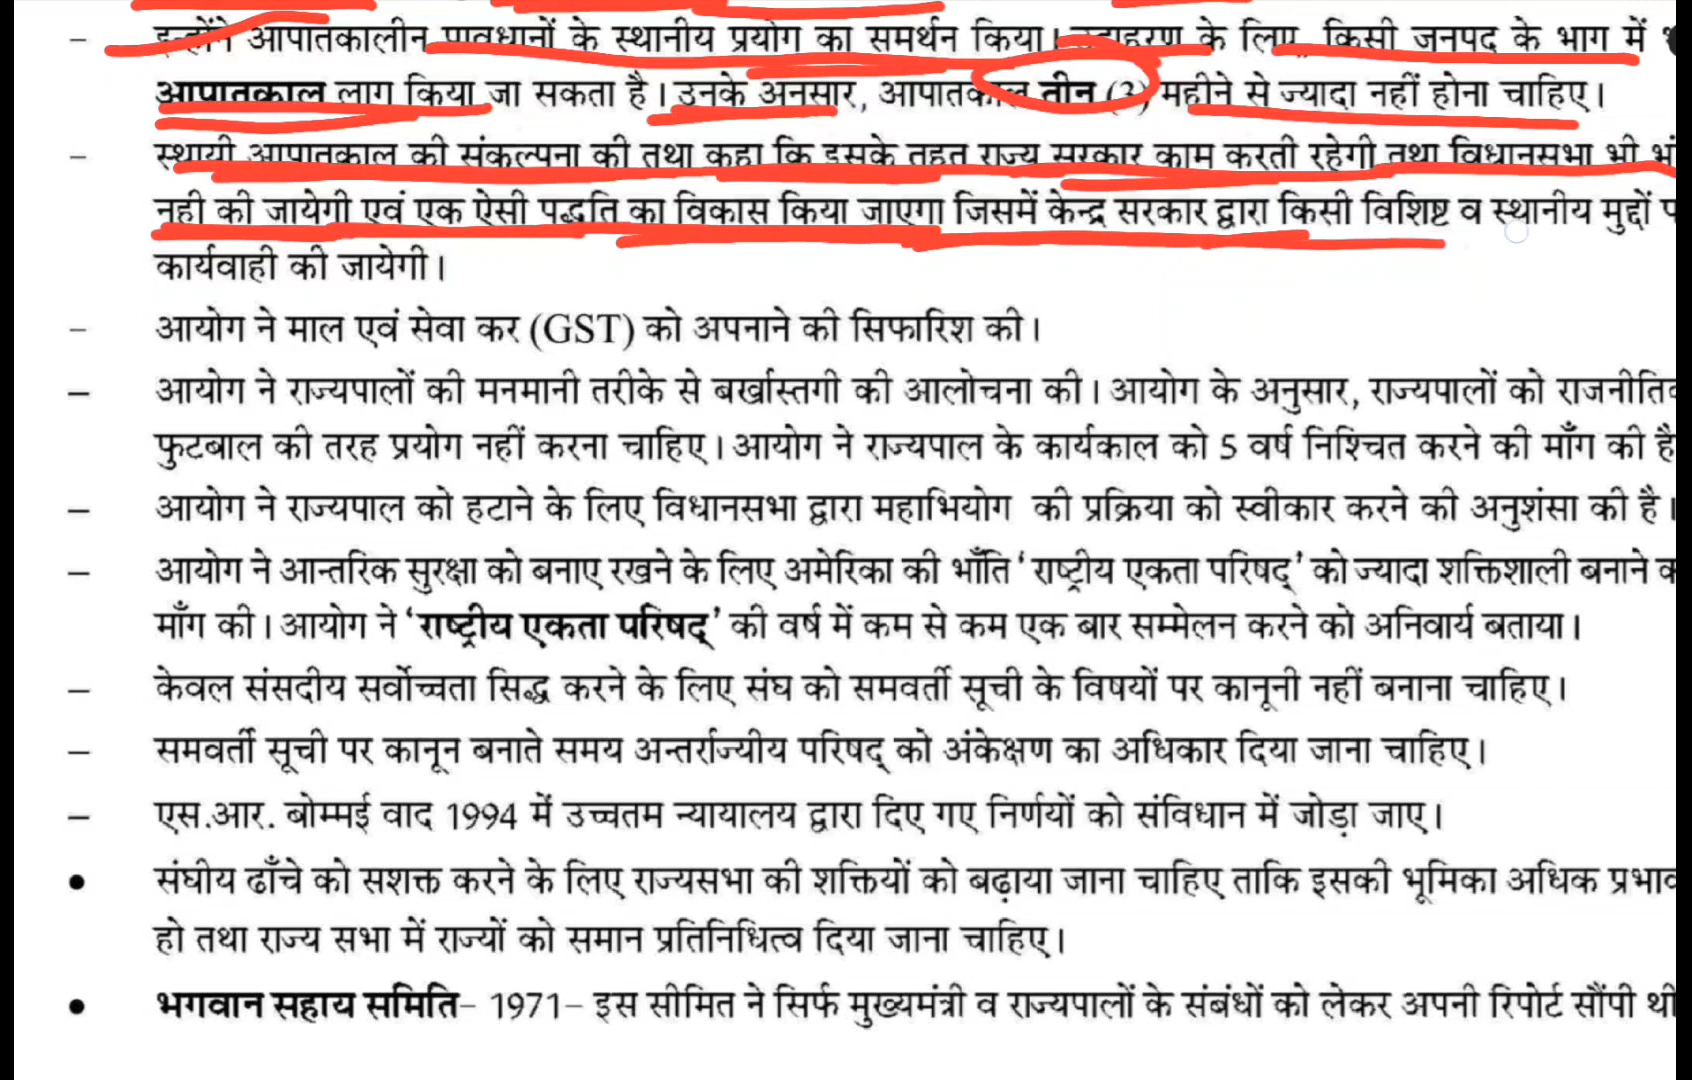 – इन्होंने आपातकालीन प्रावधानों के स्थानीय प्रयोग का समर्थन किया। उदाहरण के लिए, किसी जनपद के भाग में
आपातकाल लागू किया जा सकता है। उनके अनुसार, आपातकाल तीन (3) महीने से ज्यादा नहीं होना चाहिए।
– स्थायी आपातकाल की संकल्पना की तथा कहा कि इसके तहत राज्य सरकार काम करती रहेगी तथा विधानसभा भी
नही की जायेगी एवं एक ऐसी पद्धति का विकास किया जाएगा जिसमें केन्द्र सरकार द्वारा किसी विशिष्ट व स्थानीय मुद्दों
कार्यवाही की जायेगी।
– आयोग ने माल एवं सेवा कर (GST) को अपनाने की सिफारिश की।
– आयोग ने राज्यपालों की मनमानी तरीके से बर्खास्तगी की आलोचना की। आयोग के अनुसार, राज्यपालों को
फुटबाल की तरह प्रयोग नहीं करना चाहिए। आयोग ने राज्यपाल के कार्यकाल को 5 वर्ष निश्चित करने की माँग की है
– आयोग ने राज्यपाल को हटाने के लिए विधानसभा द्वारा महाभियोग की प्रक्रिया को स्वीकार करने की अनुशंसा की है।
– आयोग ने आन्तरिक सुरक्षा को बनाए रखने के लिए अमेरिका की भाँति ‘राष्ट्रीय एकता परिषद्’ को ज्यादा शक्तिशाली बनाने
माँग की। आयोग ने ‘राष्ट्रीय एकता परिषद्’ की वर्ष में कम से कम एक बार सम्मेलन करने को अनिवार्य बताया।
– केवल संसदीय सर्वोच्चता सिद्ध करने के लिए संघ को समवर्ती सूची के विषयों पर कानूनी नहीं बनाना चाहिए।
– समवर्ती सूची पर कानून बनाते समय अन्तर्राज्यीय परिषद् को अंकेक्षण का अधिकार दिया जाना चाहिए।
– एस.आर. बोम्मई वाद 1994 में उच्चतम न्यायालय द्वारा दिए गए निर्णयों को संविधान में जोड़ा जाए।
• संघीय ढाँचे को सशक्त करने के लिए राज्यसभा की शक्तियों को बढ़ाया जाना चाहिए ताकि इसकी भूमिका अधिक
हो तथा राज्य सभा में राज्यों को समान प्रतिनिधित्व दिया जाना चाहिए।
• भगवान सहाय समिति– 1971– इस सीमित ने सिर्फ मुख्यमंत्री व राज्यपालों के संबंधों को लेकर अपनी रिपोर्ट सौंपी थी